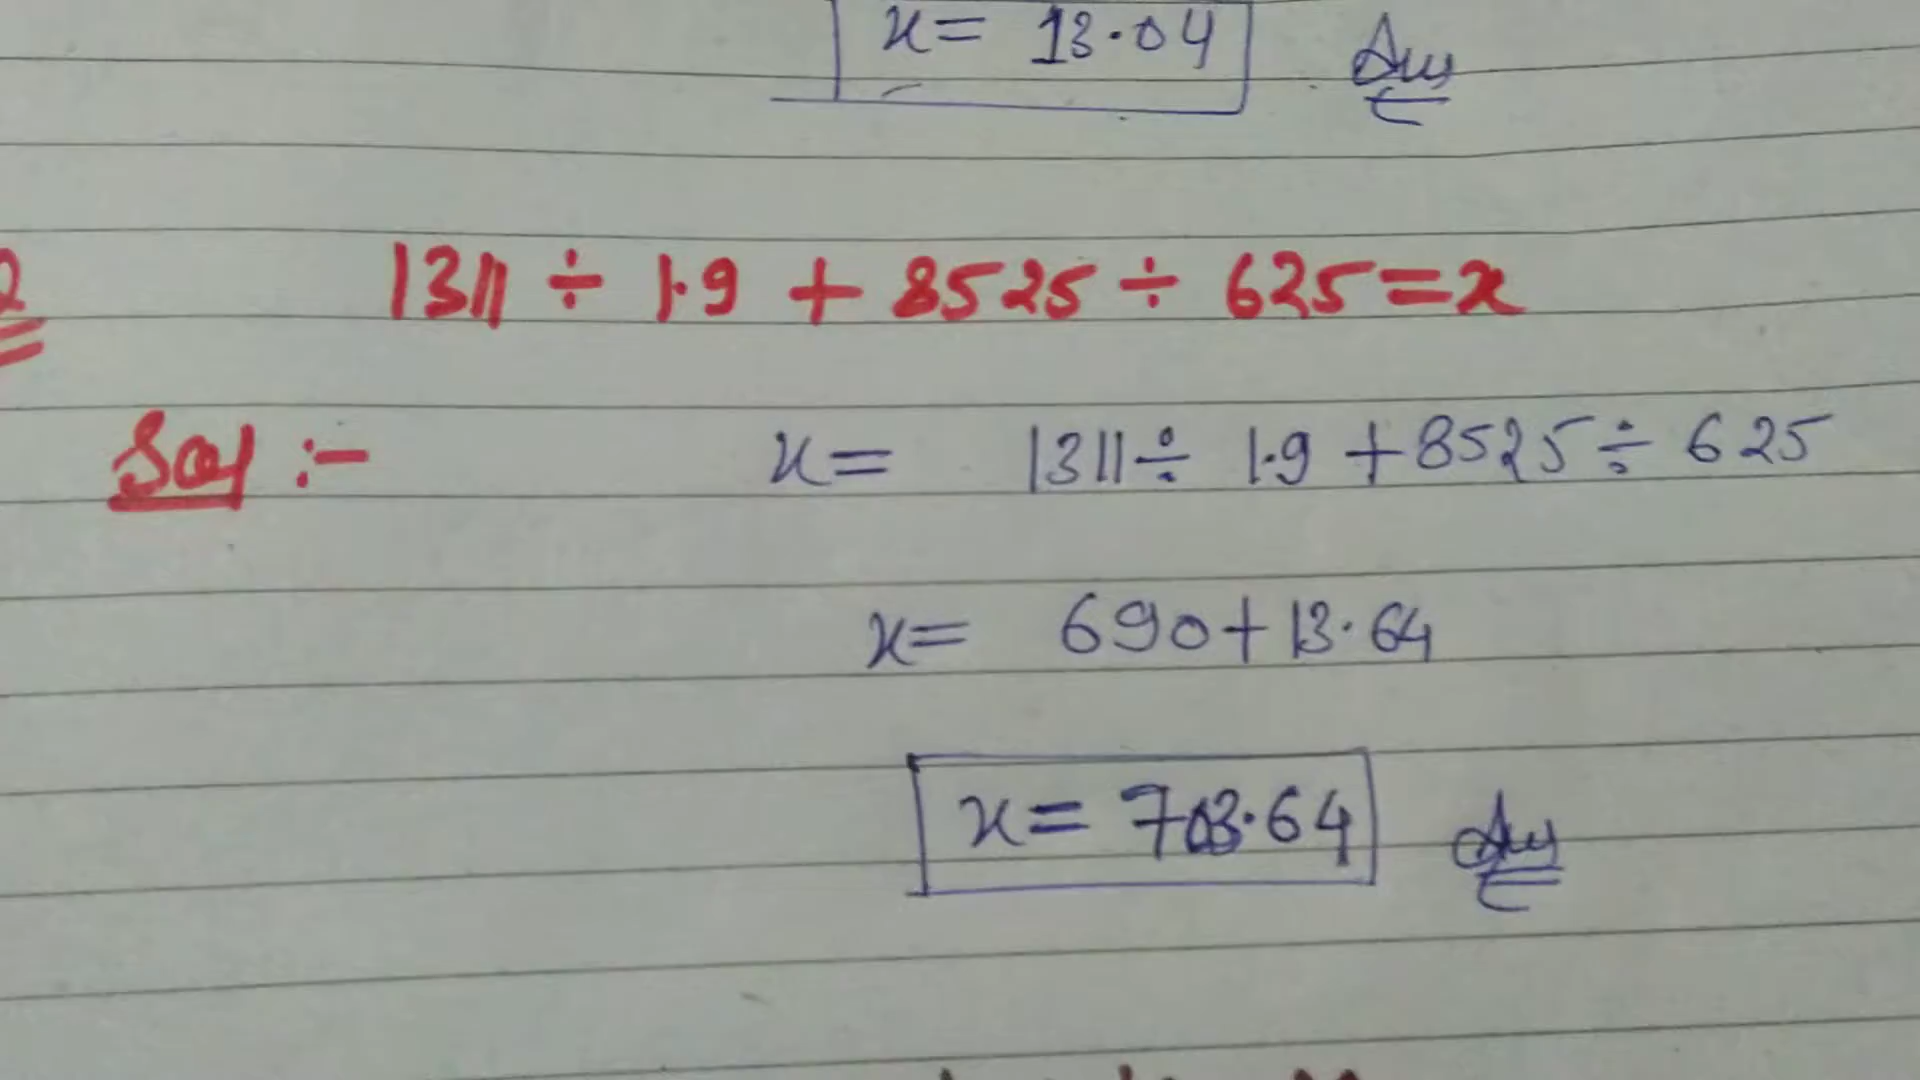 x= 13.04 Ans
2 1311 ÷ 1.9 + 8525 ÷ 625 = x
Sol :-  x= 1311 ÷ 1.9 + 8525 ÷ 625
x= 690 + 13.64
x= 703.64 Ans